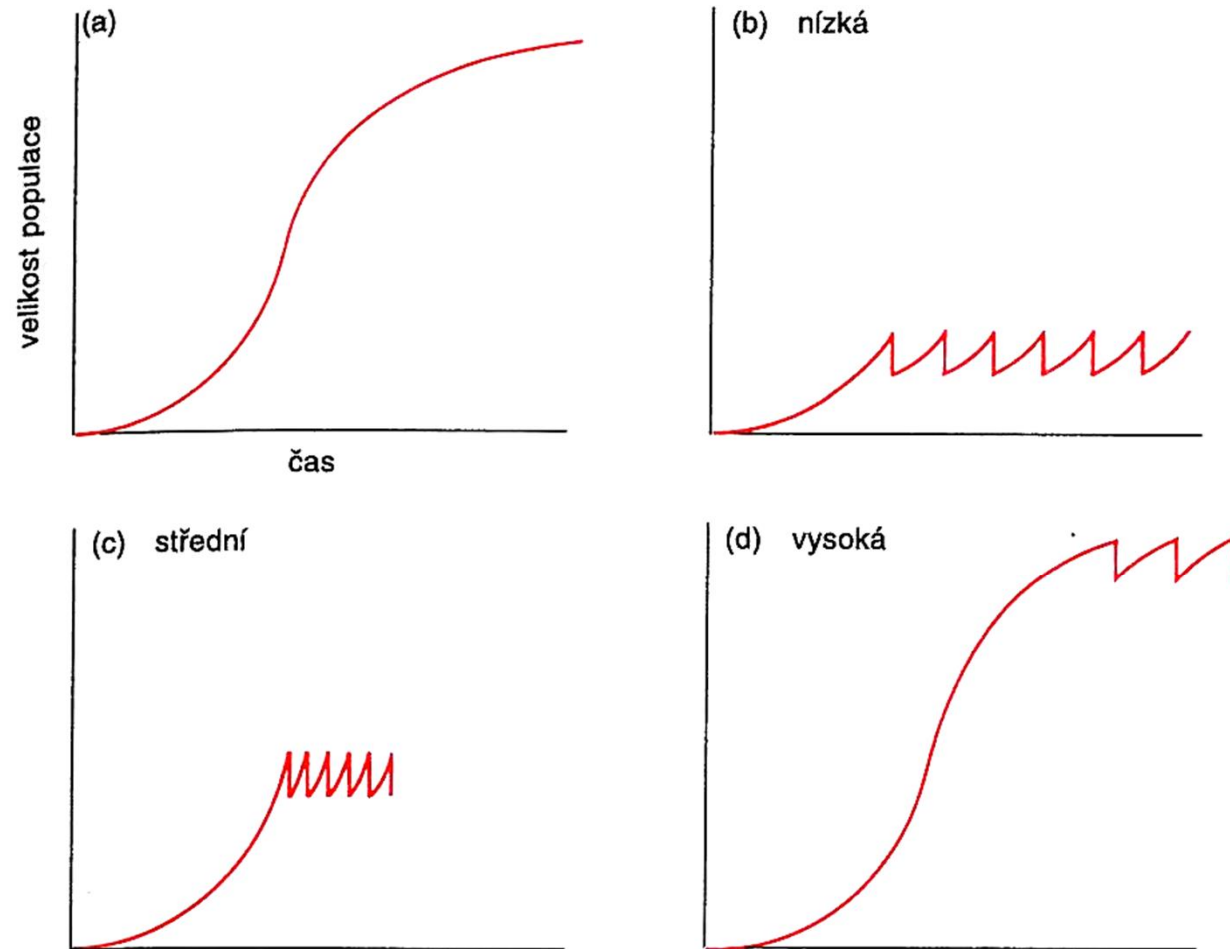 (a)
velikost populace
čas
(b) nízká
(c) střední
(d) vysoká